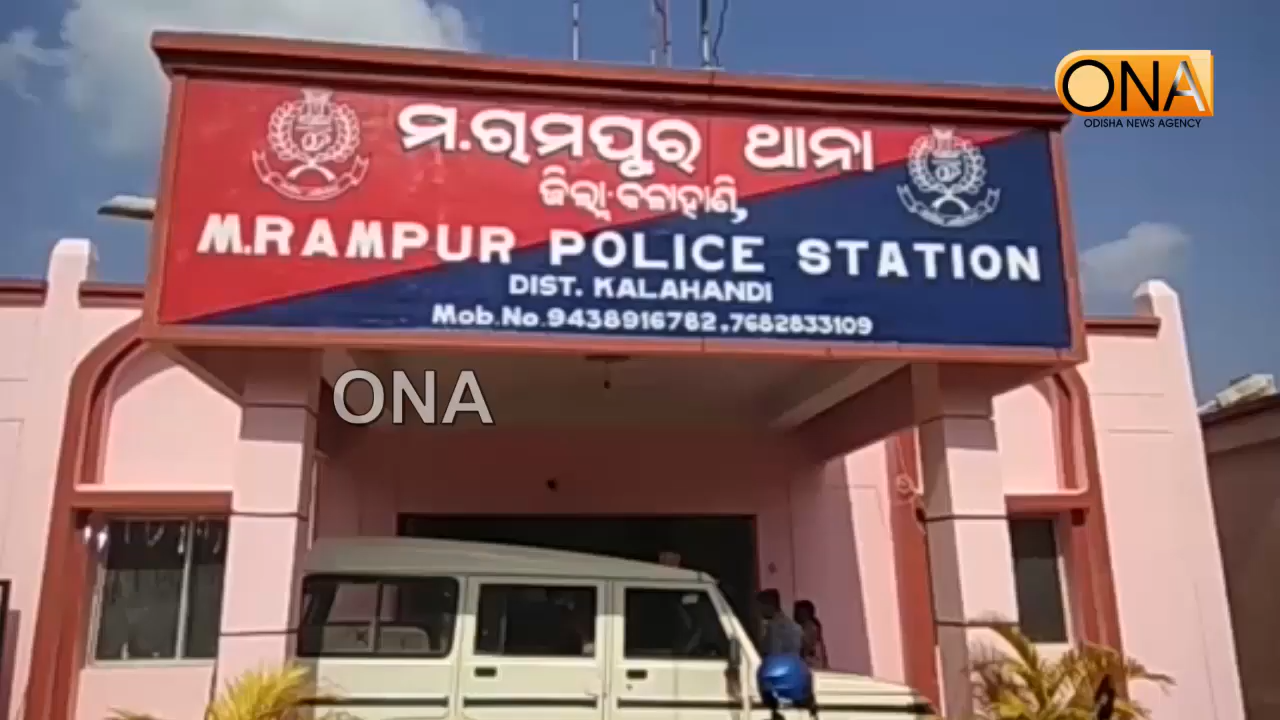 ONA
ODISHA NEWS AGENCY
ମ.ରାମପୁର ଥାନା
ଜିଲ୍ଲା-କଳାହାଣ୍ଡି,
M.RAMPUR POLICE STATION
DIST. KALAHANDI
Mob.No.9438916782,7682833109
ONA